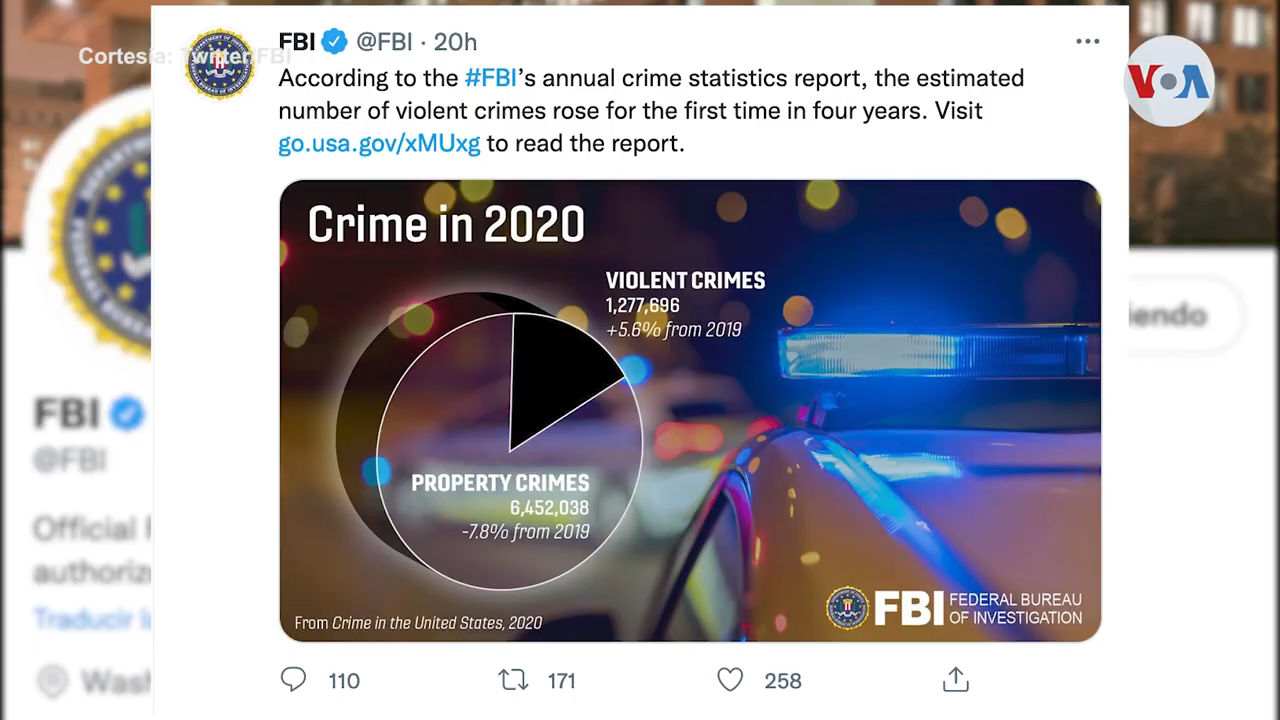 Cortesía: Twitter/FBI
FBI @FBI · 20h
According to the #FBI's annual crime statistics report, the estimated
number of violent crimes rose for the first time in four years. Visit
go.usa.gov/xMUxg to read the report.
VOA
Crime in 2020
VIOLENT CRIMES
1,277,696
+5.6% from 2019
PROPERTY CRIMES
6,452,038
-7.8% from 2019
From Crime in the United States, 2020
FBI FEDERAL BUREAU
OF INVESTIGATION
110 171 258
FBI
@FBI
Official
Traducir